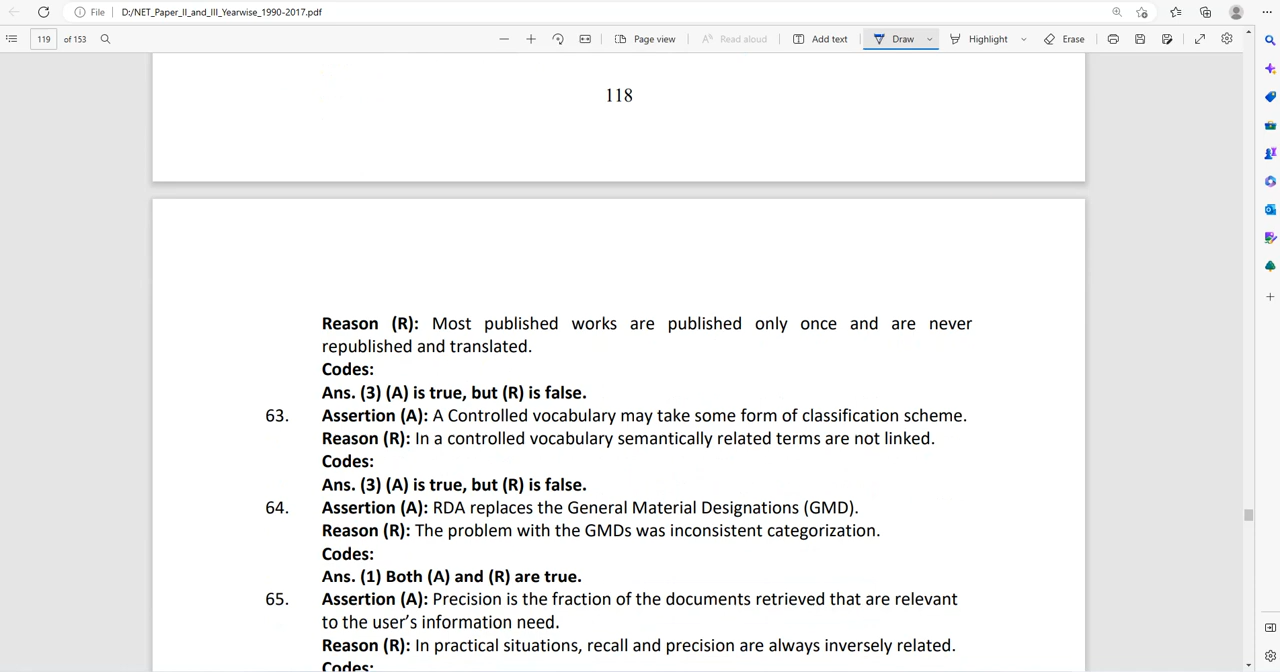 File D:/NET_Paper_II_and_III_Yearwise_1990-2017.pdf
119 of 153 Page view Read aloud Add text Draw Highlight Erase
118
Reason (R): Most published works are published only once and are never
republished and translated.
Codes:
Ans. (3) (A) is true, but (R) is false.
63. Assertion (A): A Controlled vocabulary may take some form of classification scheme.
Reason (R): In a controlled vocabulary semantically related terms are not linked.
Codes:
Ans. (3) (A) is true, but (R) is false.
64. Assertion (A): RDA replaces the General Material Designations (GMD).
Reason (R): The problem with the GMDs was inconsistent categorization.
Codes:
Ans. (1) Both (A) and (R) are true.
65. Assertion (A): Precision is the fraction of the documents retrieved that are relevant
to the user’s information need.
Reason (R): In practical situations, recall and precision are always inversely related.
Codes: